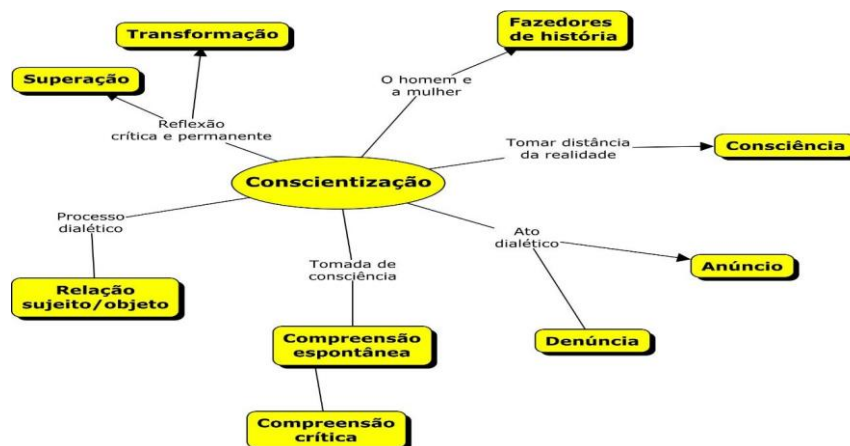 Transformação
Fazedores
de história
Superação
O homem e
a mulher
Reflexão
crítica e permanente
Tomar distância
da realidade
Consciência
Conscientização
Processo
dialético
Ato
dialético
Tomada de
consciência
Anúncio
Relação
sujeito/objeto
Compreensão
espontânea
Denúncia
Compreensão
crítica